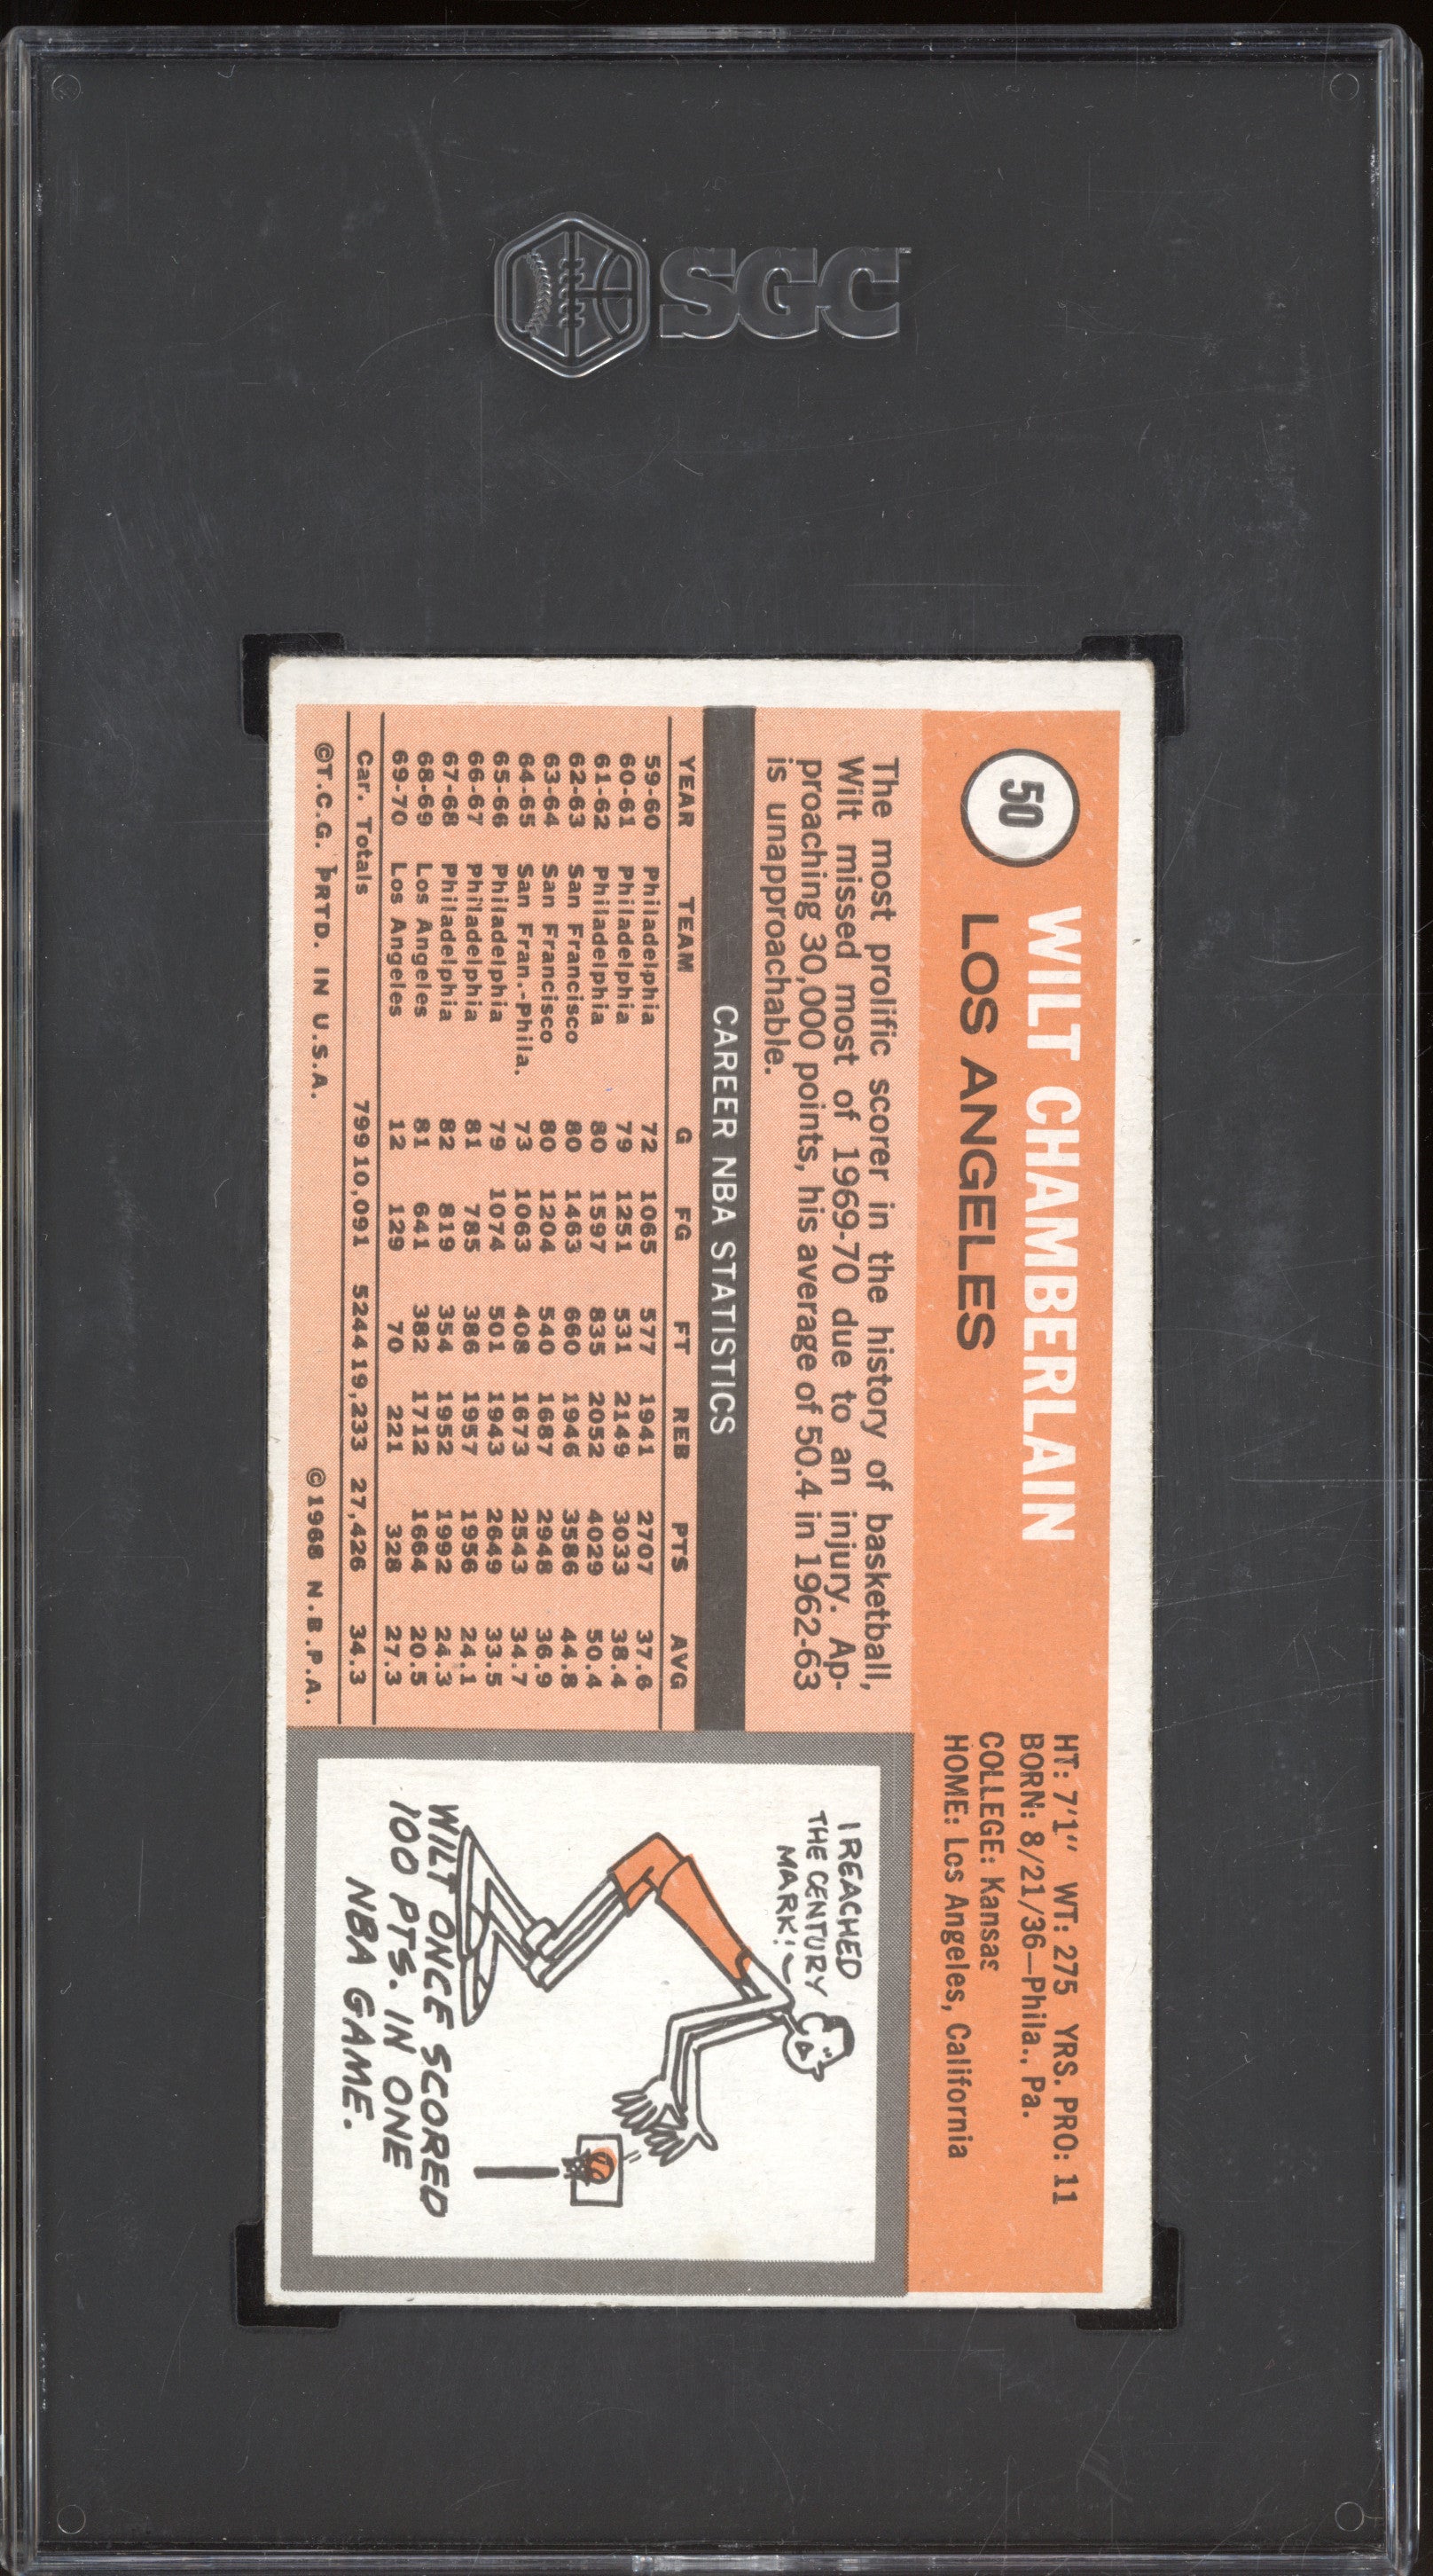 SGC
50
WILT CHAMBERLAIN
LOS ANGELES
HT: 7'1" WT: 275 YRS. PRO: 11
BORN: 8/21/36—Phila., Pa.
COLLEGE: Kansas
HOME: Los Angeles, California
The most prolific scorer in the history of basketball,
Wilt missed most of 1969-70 due to an injury. Ap-
proaching 30,000 points, his average of 50.4 in 1962-63
is unapproachable.
CAREER NBA STATISTICS
YEAR TEAM G FG FT REB PTS AVG
59-60 Philadelphia 72 1065 577 1941 2707 37.6
60-61 Philadelphia 79 1251 531 2149 3033 38.4
61-62 Philadelphia 80 1597 835 2052 4029 50.4
62-63 San Francisco 80 1463 660 1946 3586 44.8
63-64 San Francisco 80 1204 540 1687 2948 36.9
64-65 San Fran.-Phila. 73 1063 408 1673 2543 34.7
65-66 Philadelphia 79 1074 501 1943 2649 33.5
66-67 Philadelphia 81 785 386 1957 1956 24.1
67-68 Philadelphia 82 819 354 1952 1992 24.3
68-69 Los Angeles 81 641 382 1712 1664 20.5
69-70 Los Angeles 12 129 70 221 328 27.3
Car. Totals 799 10,091 5244 19,233 27,426 34.3
©T.C.G. PRTD. IN U.S.A. ©1968 N.B.P.A.
I REACHED
THE CENTURY
MARK!
WILT ONCE SCORED
100 PTS. IN ONE
NBA GAME.